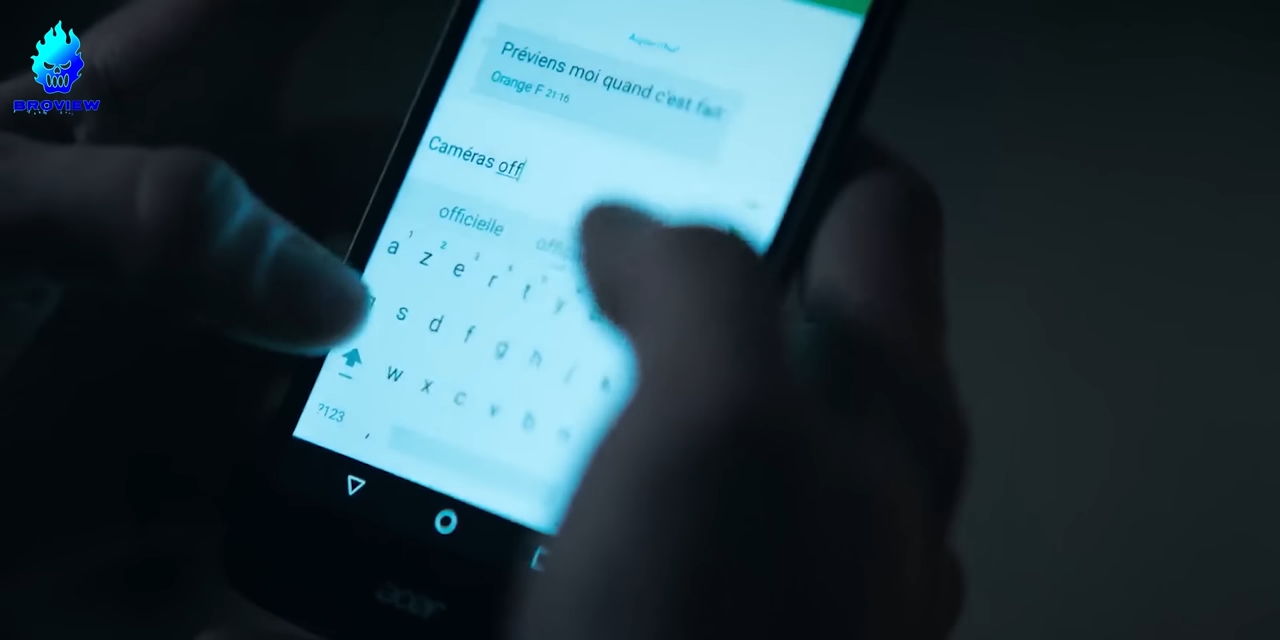 BROVIEW
Aujourd'hui
Préviens moi quand c'est fait
Orange F 21:16
Caméras off
officielle
a z e r t y
s d f g h j k
w x c v b n
?123 ,
acer